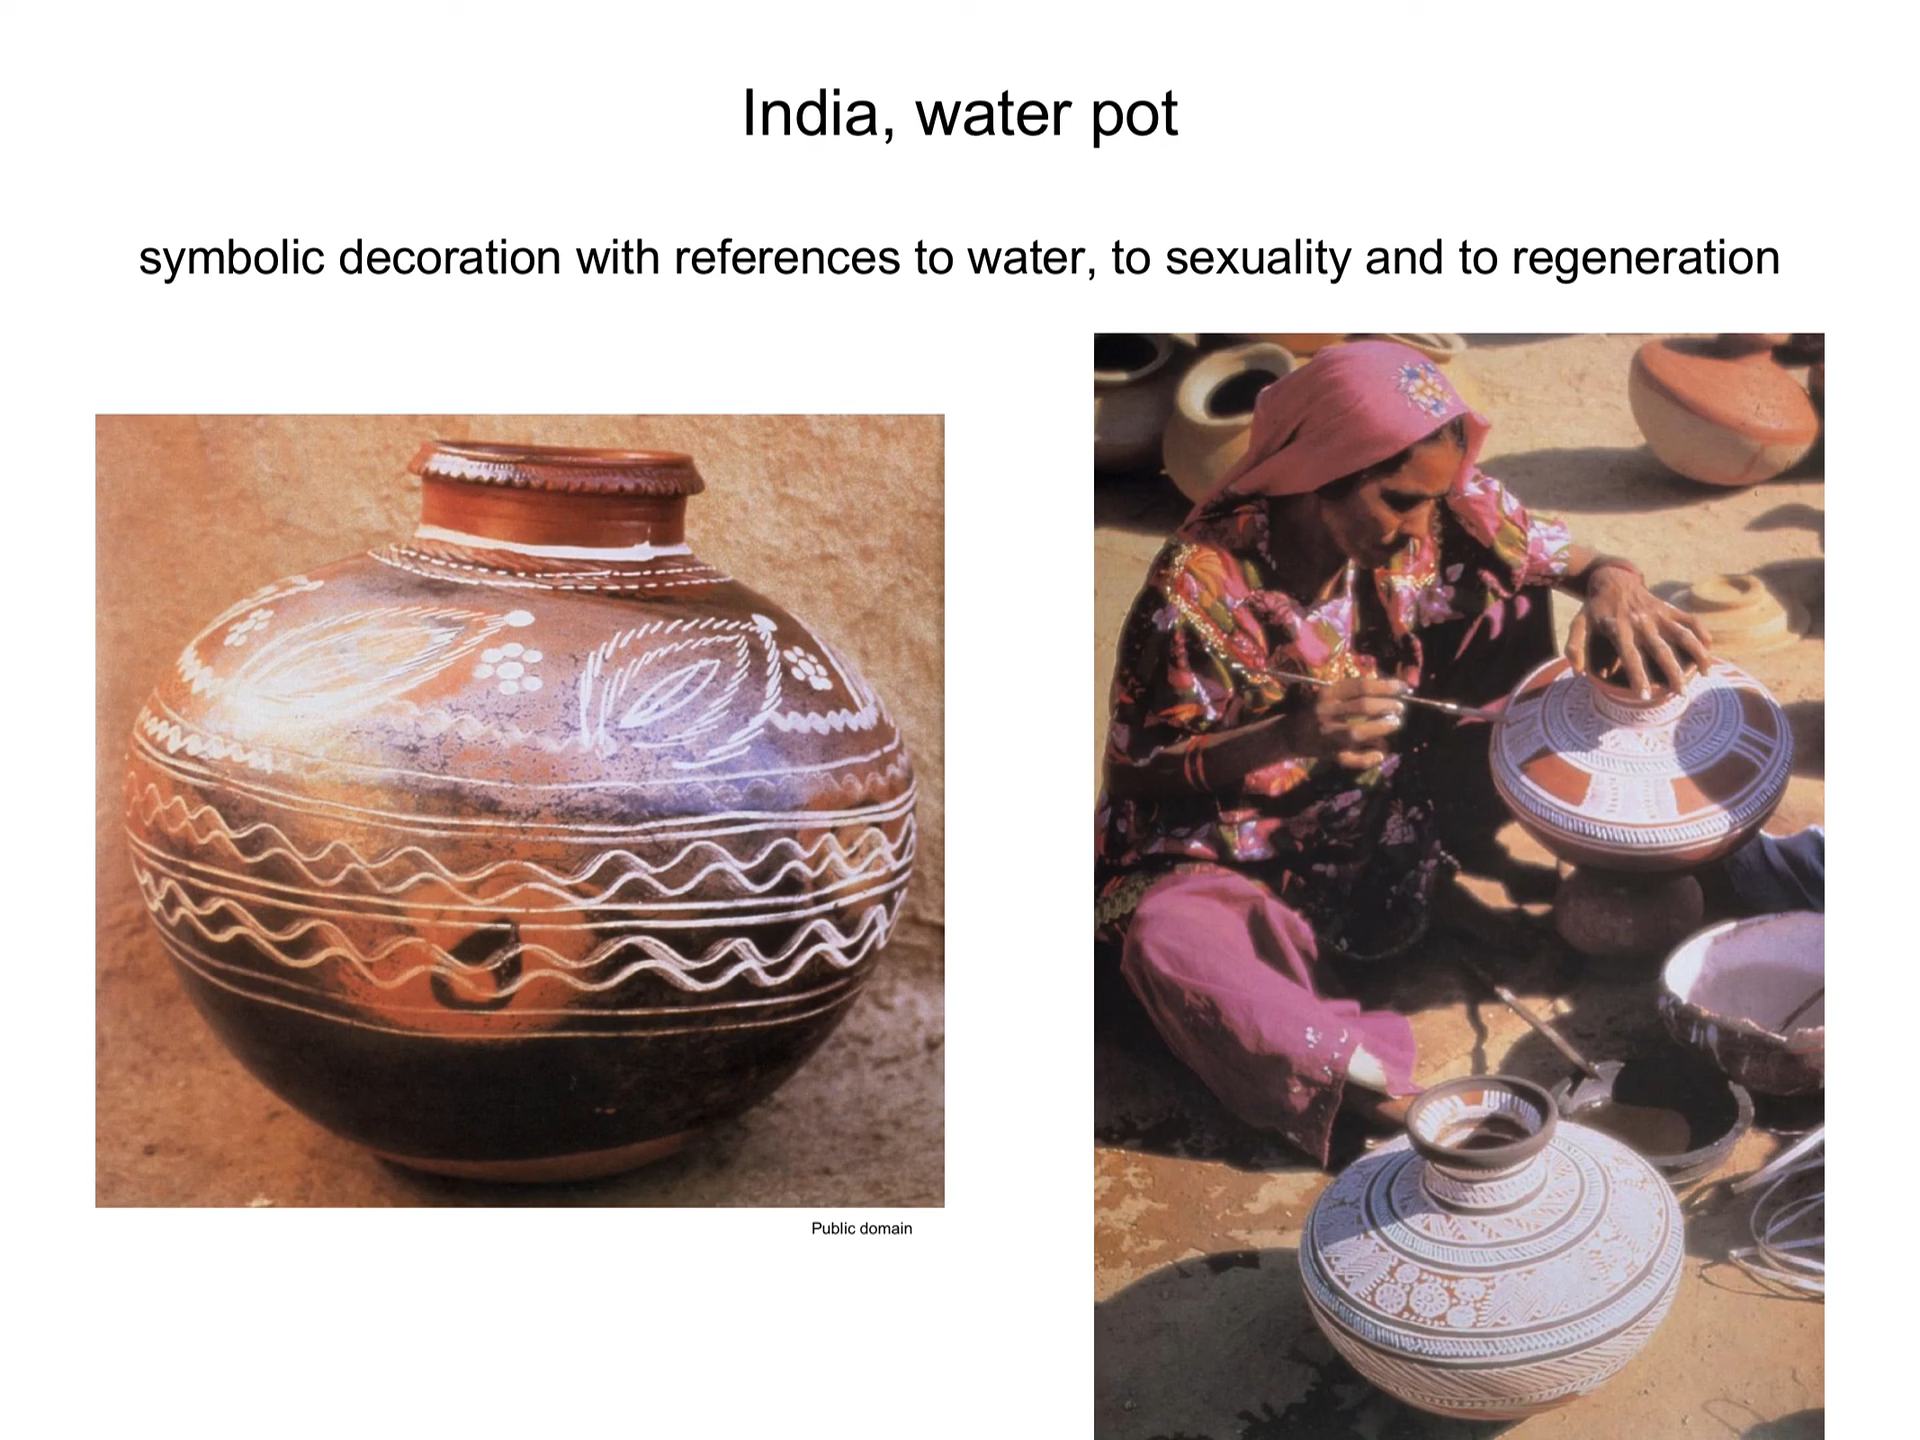 India, water pot
symbolic decoration with references to water, to sexuality and to regeneration
Public domain